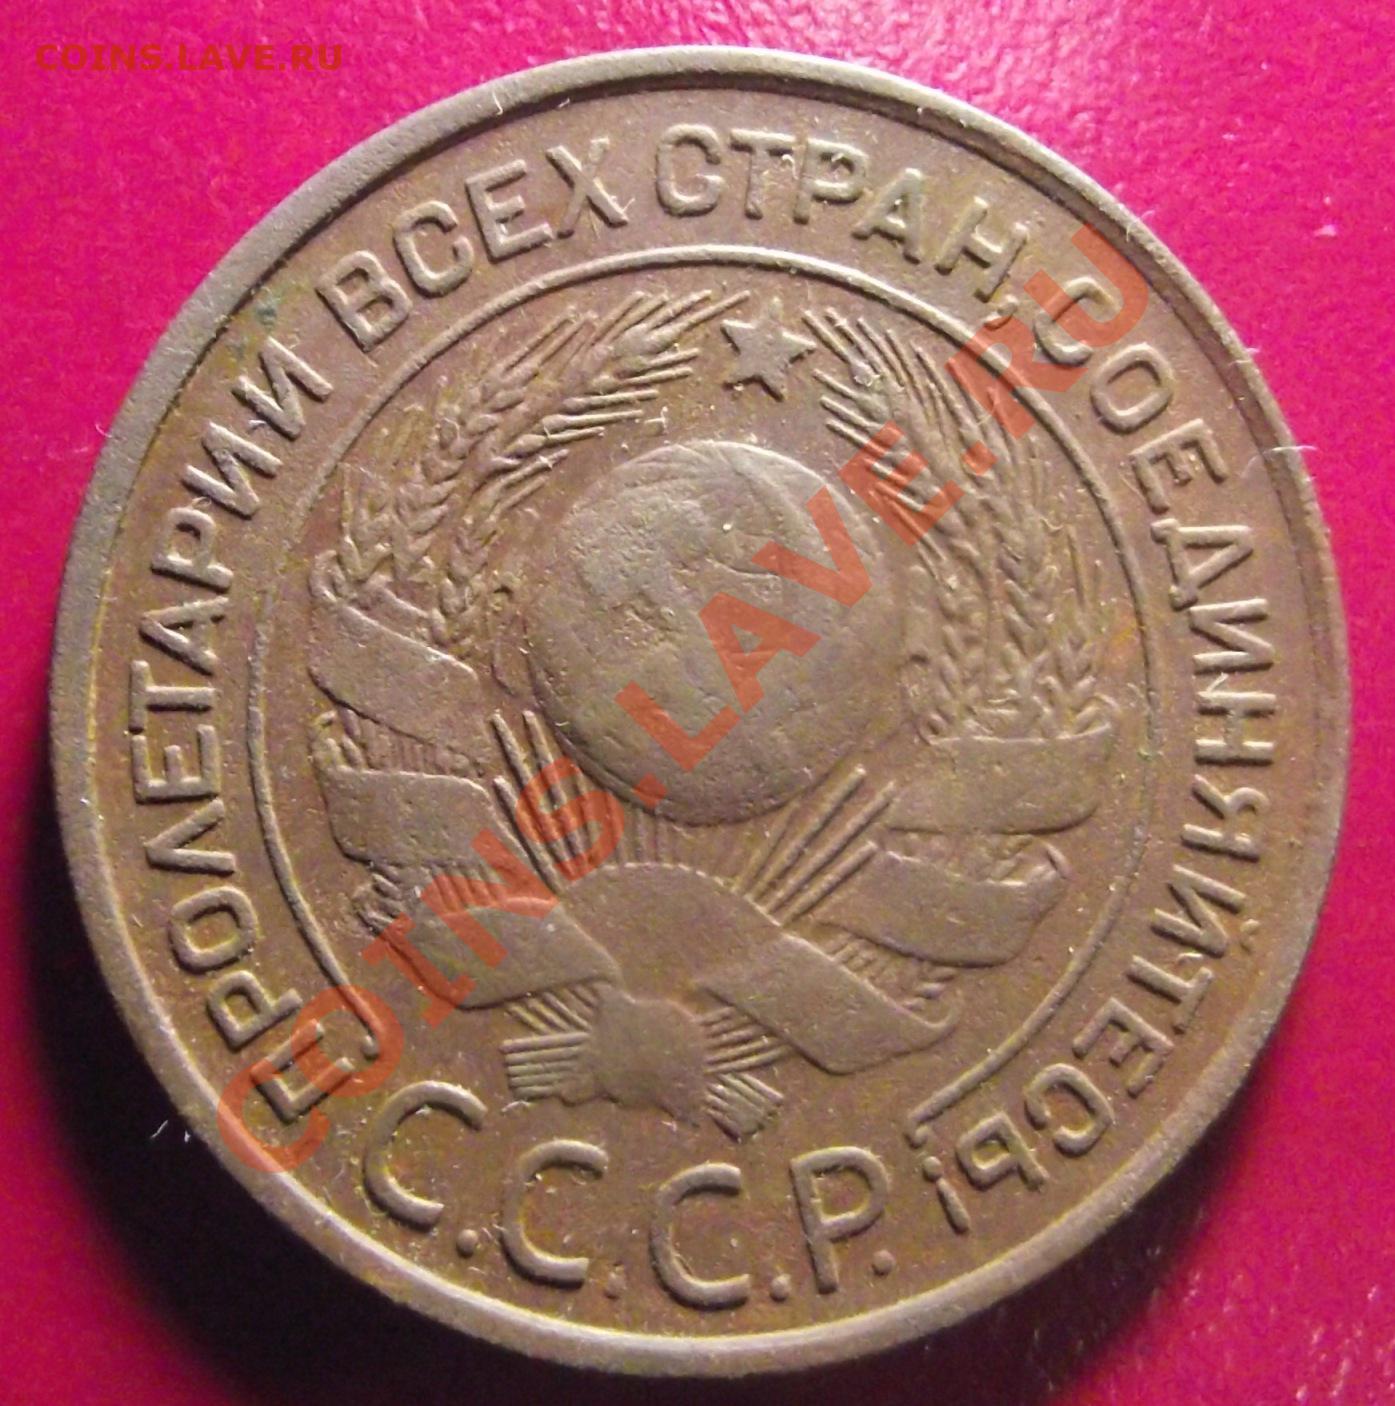 COINS.LAVE.RU
ПРОЛЕТАРИИ ВСЕХ СТРАН, СОЕДИНЯЙТЕСЬ!
С.С.С.Р.
COINS.LAVE.RU